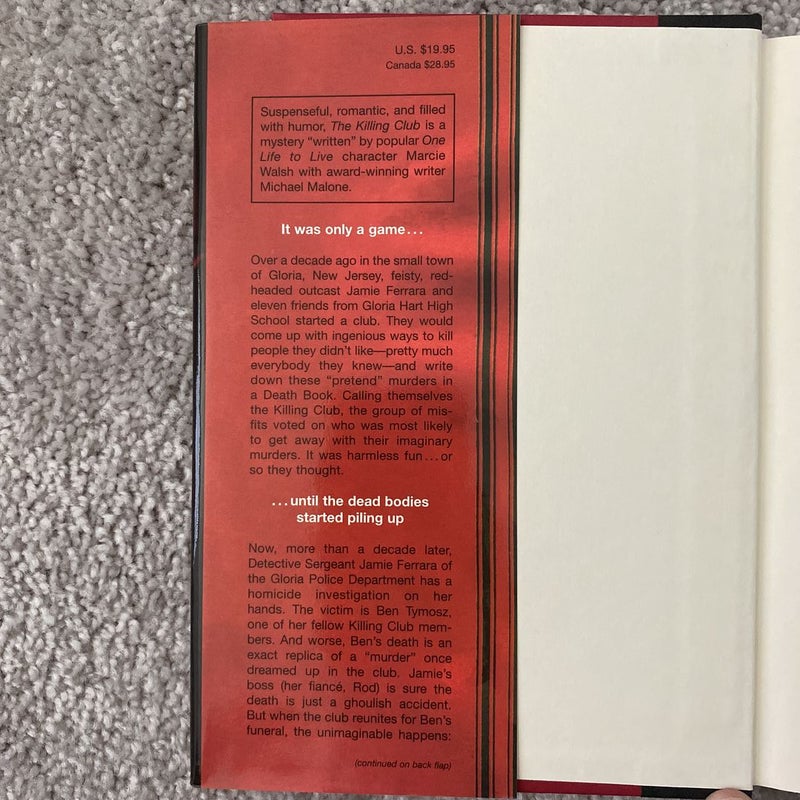 U.S. $19.95
Canada $28.95
Suspenseful, romantic, and filled
with humor, The Killing Club is a
mystery “written” by popular One
Life to Live character Marcie
Walsh with award-winning writer
Michael Malone.
It was only a game...
Over a decade ago in the small town
of Gloria, New Jersey, feisty, red-
headed outcast Jamie Ferrara and
eleven friends from Gloria Hart High
School started a club. They would
come up with ingenious ways to kill
people they didn’t like—pretty much
everybody they knew—and write
down these “pretend” murders in
a Death Book. Calling themselves
the Killing Club, the group of mis-
fits voted on who was most likely
to get away with their imaginary
murders. It was harmless fun...or
so they thought.
...until the dead bodies
started piling up
Now, more than a decade later,
Detective Sergeant Jamie Ferrara of
the Gloria Police Department has a
homicide investigation on her
hands. The victim is Ben Tymosz,
one of her fellow Killing Club mem-
bers. And worse, Ben’s death is an
exact replica of a “murder” once
dreamed up in the club. Jamie’s
boss (her fiancé, Rod) is sure the
death is just a ghoulish accident.
But when the club reunites for Ben’s
funeral, the unimaginable happens:
(continued on back flap)